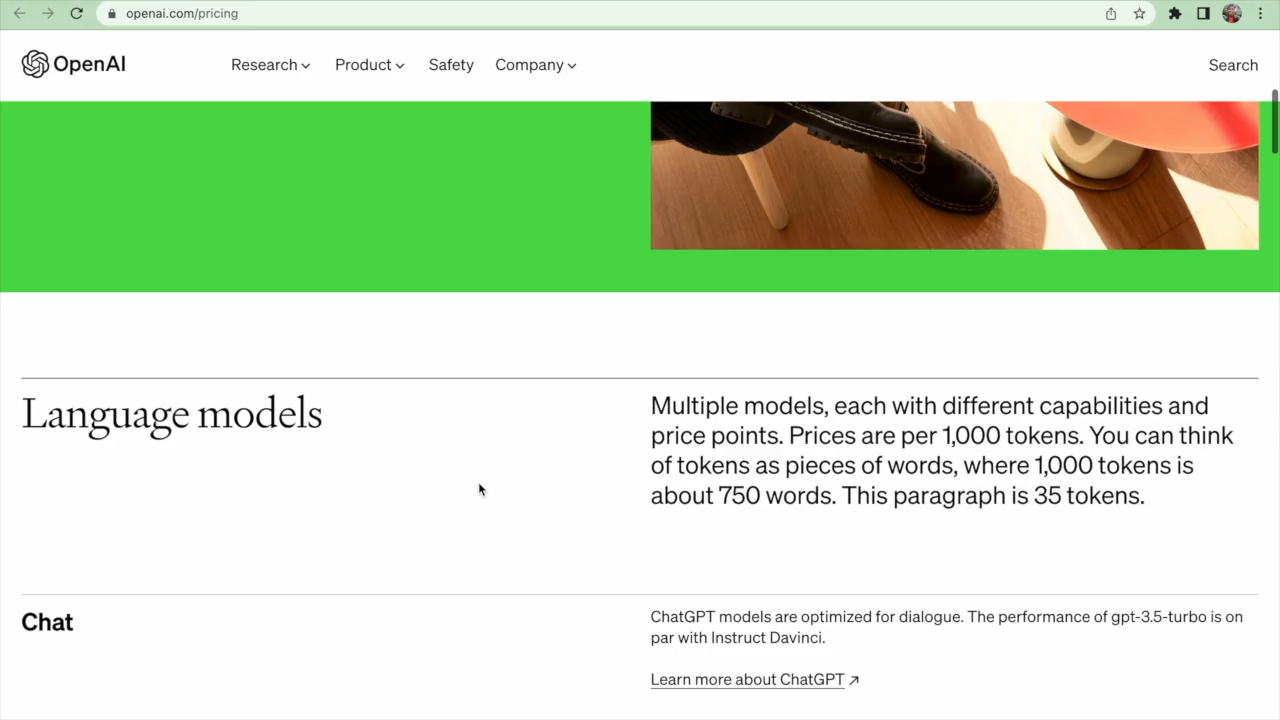 openai.com/pricing
OpenAI
Research
Product
Safety
Company
Search
Language models
Multiple models, each with different capabilities and
price points. Prices are per 1,000 tokens. You can think
of tokens as pieces of words, where 1,000 tokens is
about 750 words. This paragraph is 35 tokens.
Chat
ChatGPT models are optimized for dialogue. The performance of gpt-3.5-turbo is on
par with Instruct Davinci.
Learn more about ChatGPT ↗